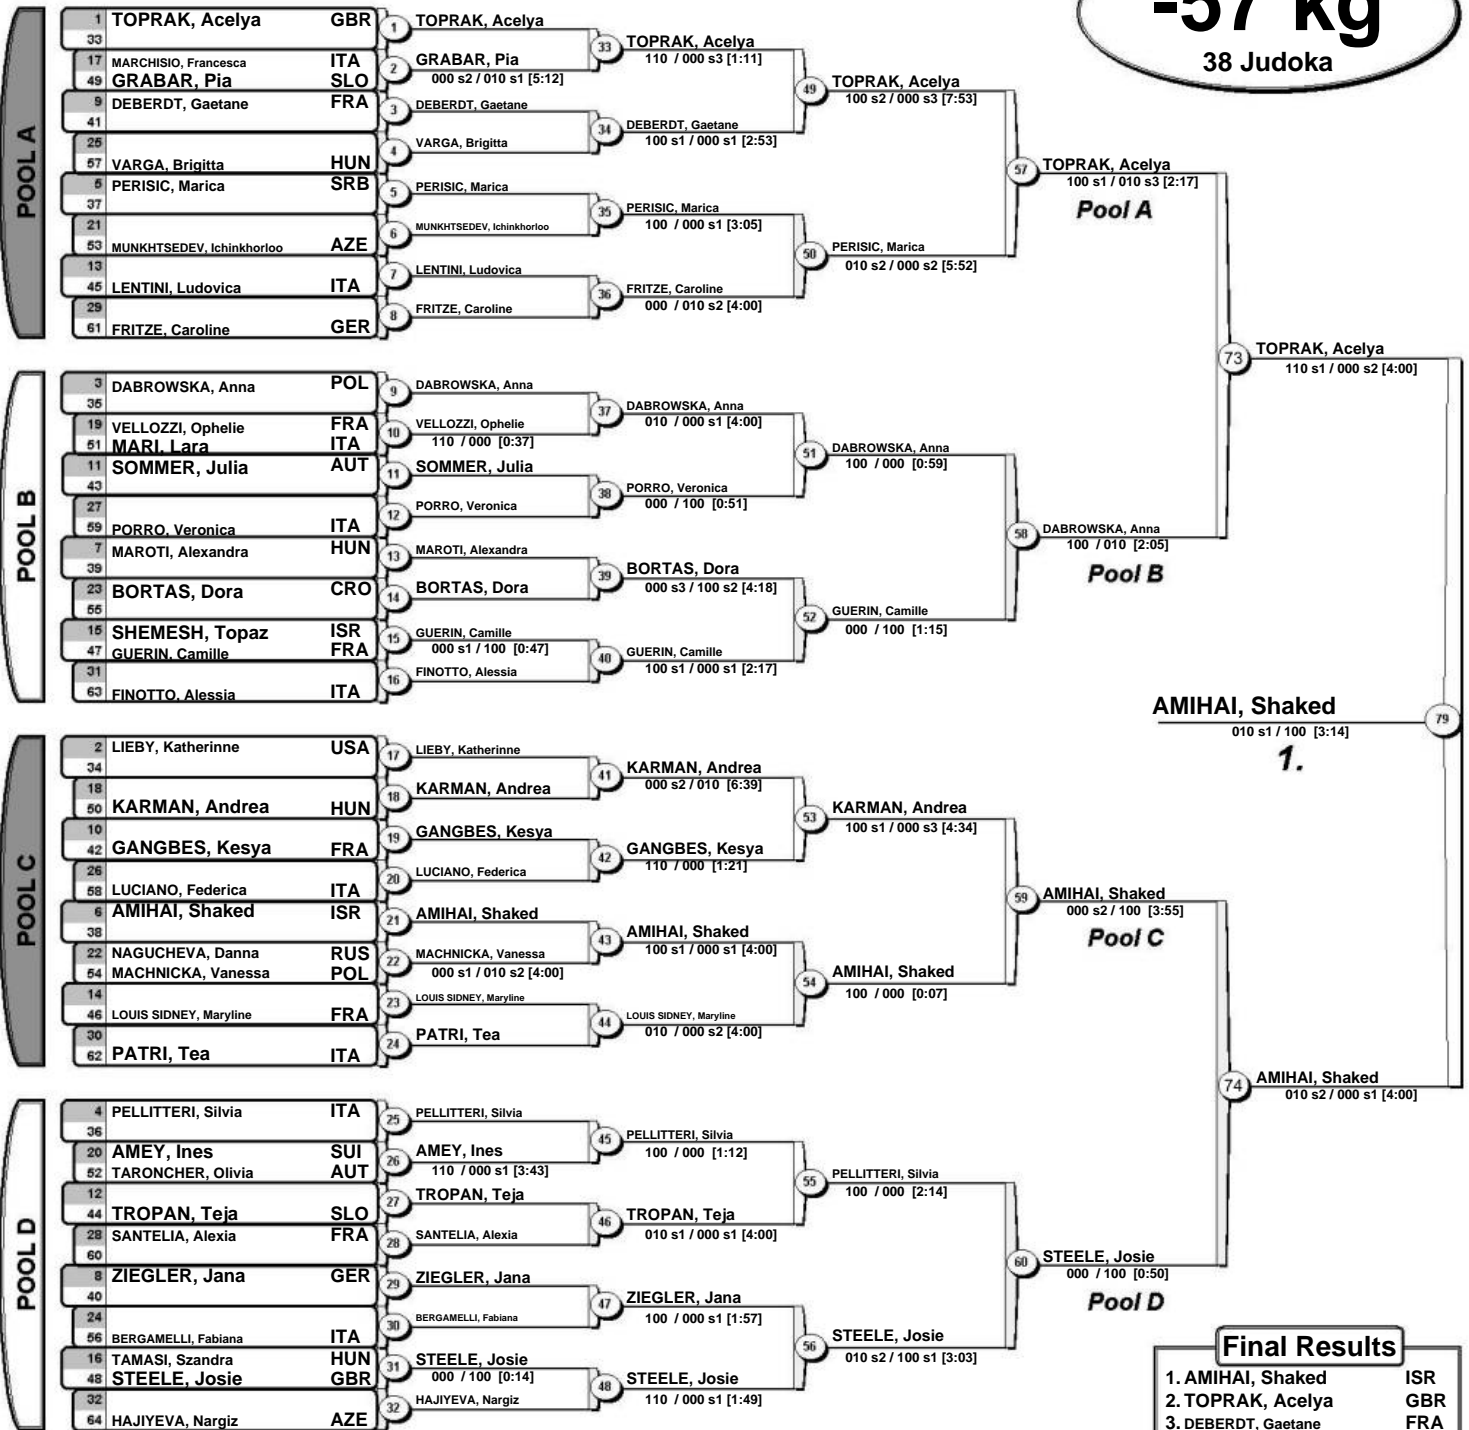 -57 kg
38 Judoka
POOL A
1 TOPRAK, Acelya GBR
33
17 MARCHISIO, Francesca ITA
49 GRABAR, Pia SLO
9 DEBERDT, Gaetane FRA
41
25
57 VARGA, Brigitta HUN
5 PERISIC, Marica SRB
37
21
53 MUNKHTSEDEV, Ichinkhorloo AZE
13
45 LENTINI, Ludovica ITA
29
61 FRITZE, Caroline GER
1 TOPRAK, Acelya
2 GRABAR, Pia
000 s2 / 010 s1 [5:12]
3 DEBERDT, Gaetane
4 VARGA, Brigitta
5 PERISIC, Marica
6 MUNKHTSEDEV, Ichinkhorloo
7 LENTINI, Ludovica
8 FRITZE, Caroline
33 TOPRAK, Acelya
110 / 000 s3 [1:11]
34 DEBERDT, Gaetane
100 s1 / 000 s1 [2:53]
35 PERISIC, Marica
100 / 000 s1 [3:05]
36 FRITZE, Caroline
000 / 010 s2 [4:00]
49 TOPRAK, Acelya
100 s2 / 000 s3 [7:53]
50 PERISIC, Marica
010 s2 / 000 s2 [5:52]
57 TOPRAK, Acelya
100 s1 / 010 s3 [2:17]
Pool A
POOL B
3 DABROWSKA, Anna POL
35
19 VELLOZZI, Ophelie FRA
51 MARI, Lara ITA
11 SOMMER, Julia AUT
43
27
59 PORRO, Veronica ITA
7 MAROTI, Alexandra HUN
39
23 BORTAS, Dora CRO
55
15 SHEMESH, Topaz ISR
47 GUERIN, Camille FRA
31
63 FINOTTO, Alessia ITA
9 DABROWSKA, Anna
10 VELLOZZI, Ophelie
110 / 000 [0:37]
11 SOMMER, Julia
12 PORRO, Veronica
13 MAROTI, Alexandra
14 BORTAS, Dora
15 GUERIN, Camille
000 s1 / 100 [0:47]
16 FINOTTO, Alessia
37 DABROWSKA, Anna
010 / 000 s1 [4:00]
38 PORRO, Veronica
000 / 100 [0:51]
39 BORTAS, Dora
000 s3 / 100 s2 [4:18]
40 GUERIN, Camille
100 s1 / 000 s1 [2:17]
51 DABROWSKA, Anna
100 / 000 [0:59]
52 GUERIN, Camille
000 / 100 [1:15]
58 DABROWSKA, Anna
100 / 010 [2:05]
Pool B
73 TOPRAK, Acelya
110 s1 / 000 s2 [4:00]
AMIHAI, Shaked 79
010 s1 / 100 [3:14]
1.
POOL C
2 LIEBY, Katherinne USA
34
18
50 KARMAN, Andrea HUN
10
42 GANGBES, Kesya FRA
26
58 LUCIANO, Federica ITA
6 AMIHAI, Shaked ISR
38
22 NAGUCHEVA, Danna RUS
54 MACHNICKA, Vanessa POL
14
46 LOUIS SIDNEY, Maryline FRA
30
62 PATRI, Tea ITA
17 LIEBY, Katherinne
18 KARMAN, Andrea
19 GANGBES, Kesya
20 LUCIANO, Federica
21 AMIHAI, Shaked
22 MACHNICKA, Vanessa
000 s1 / 010 s2 [4:00]
23 LOUIS SIDNEY, Maryline
24 PATRI, Tea
41 KARMAN, Andrea
000 s2 / 010 [6:39]
42 GANGBES, Kesya
110 / 000 [1:21]
43 AMIHAI, Shaked
100 s1 / 000 s1 [4:00]
44 LOUIS SIDNEY, Maryline
010 / 000 s2 [4:00]
53 KARMAN, Andrea
100 s1 / 000 s3 [4:34]
54 AMIHAI, Shaked
100 / 000 [0:07]
59 AMIHAI, Shaked
000 s2 / 100 [3:55]
Pool C
POOL D
4 PELLITTERI, Silvia ITA
36
20 AMEY, Ines SUI
52 TARONCHER, Olivia AUT
12
44 TROPAN, Teja SLO
28 SANTELIA, Alexia FRA
60
8 ZIEGLER, Jana GER
40
24
56 BERGAMELLI, Fabiana ITA
16 TAMASI, Szandra HUN
48 STEELE, Josie GBR
32
64 HAJIYEVA, Nargiz AZE
25 PELLITTERI, Silvia
26 AMEY, Ines
110 / 000 s1 [3:43]
27 TROPAN, Teja
28 SANTELIA, Alexia
29 ZIEGLER, Jana
30 BERGAMELLI, Fabiana
31 STEELE, Josie
000 / 100 [0:14]
32 HAJIYEVA, Nargiz
45 PELLITTERI, Silvia
100 / 000 [1:12]
46 TROPAN, Teja
010 s1 / 000 s1 [4:00]
47 ZIEGLER, Jana
100 / 000 s1 [1:57]
48 STEELE, Josie
110 / 000 s1 [1:49]
55 PELLITTERI, Silvia
100 / 000 [2:14]
56 STEELE, Josie
010 s2 / 100 s1 [3:03]
60 STEELE, Josie
000 / 100 [0:50]
Pool D
74 AMIHAI, Shaked
010 s2 / 000 s1 [4:00]
Final Results
1. AMIHAI, Shaked ISR
2. TOPRAK, Acelya GBR
3. DEBERDT, Gaetane FRA